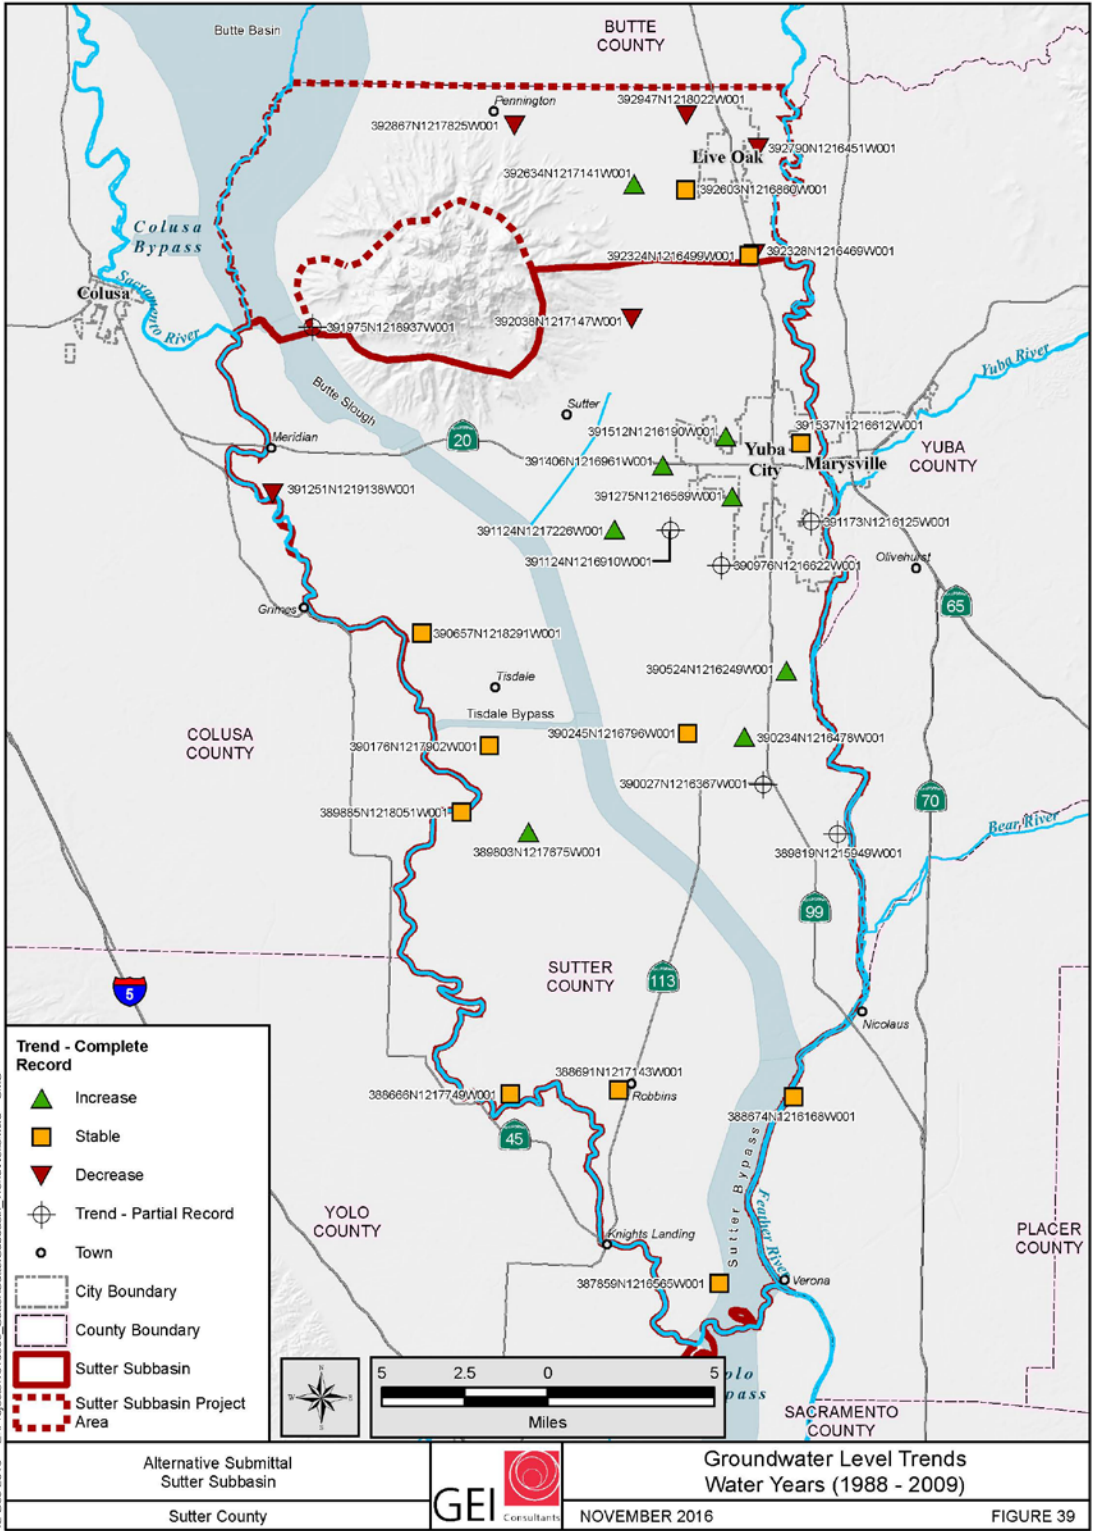 Butte Basin
BUTTE
COUNTY
Pennington
392947N1218022W001
392867N1217825W001
392790N1216451W001
Live Oak
392634N1217141W001
392603N1216860W001
Colusa
Bypass
392324N1216499W001
392328N1216469W001
Colusa
Sacramento River
391975N1218937W001
392038N1217147W001
Yuba River
Butte Slough
Sutter
20
391512N1216190W001
391537N1216612W001
Meridian
391406N1216961W001
Yuba
City
Marysville
YUBA
COUNTY
391251N1219138W001
391275N1216569W001
391124N1217226W001
391173N1216125W001
391124N1216910W001
390976N1216622W001
Olivehurst
65
Grimes
390657N1218291W001
390524N1216249W001
Tisdale
Tisdale Bypass
COLUSA
COUNTY
390176N1217902W001
390245N1216796W001
390234N1216478W001
390027N1216367W001
70
389885N1218051W001
Bear River
389803N1217675W001
389819N1215949W001
99
SUTTER
COUNTY
113
5
Nicolaus
388691N1217143W001
388666N1217749W001
Robbins
388674N1216168W001
45
Sutter Bypass
Feather River
YOLO
COUNTY
Knights Landing
PLACER
COUNTY
387859N1216565W001
Verona
olo
pass
SACRAMENTO
COUNTY
Trend - Complete
Record
Increase
Stable
Decrease
Trend - Partial Record
Town
City Boundary
County Boundary
Sutter Subbasin
Sutter Subbasin Project
Area
N
W
E
S
5 2.5 0 5
Miles
Alternative Submittal
Sutter Subbasin
Sutter County
GEI
Consultants
Groundwater Level Trends
Water Years (1988 - 2009)
NOVEMBER 2016
FIGURE 39